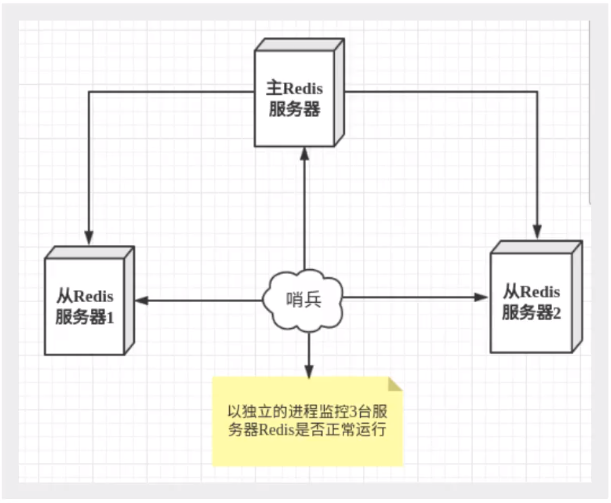 主Redis
服务器
从Redis
服务器1
哨兵
从Redis
服务器2
以独立的进程监控3台服
务器Redis是否正常运行